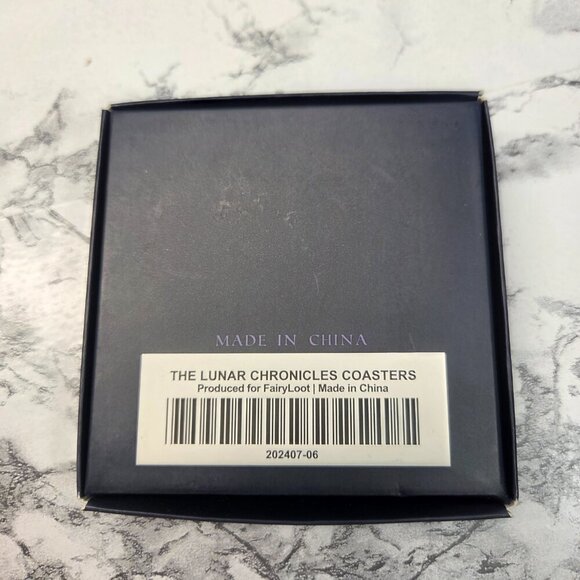 MADE IN CHINA
THE LUNAR CHRONICLES COASTERS
Produced for FairyLoot | Made in China
202407-06